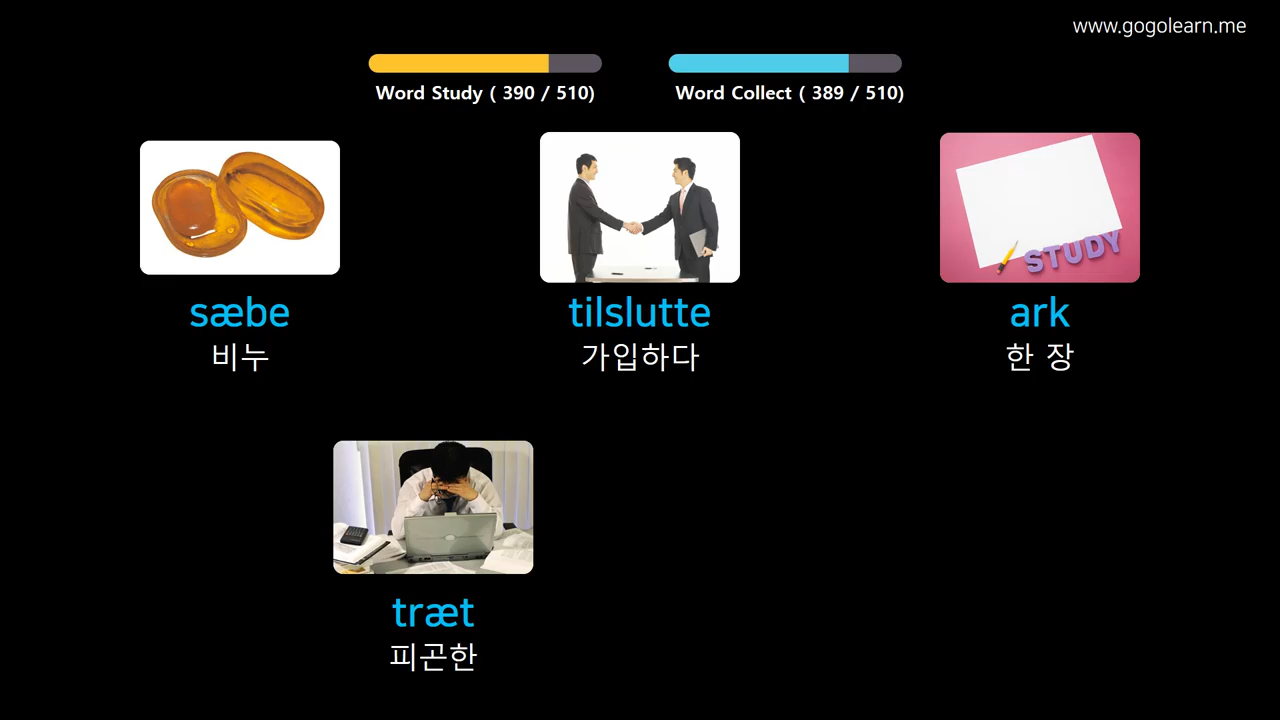 www.gogolearn.me
Word Study ( 390 / 510)
Word Collect ( 389 / 510)
STUDY
sæbe
비누
tilslutte
가입하다
ark
한 장
træt
피곤한